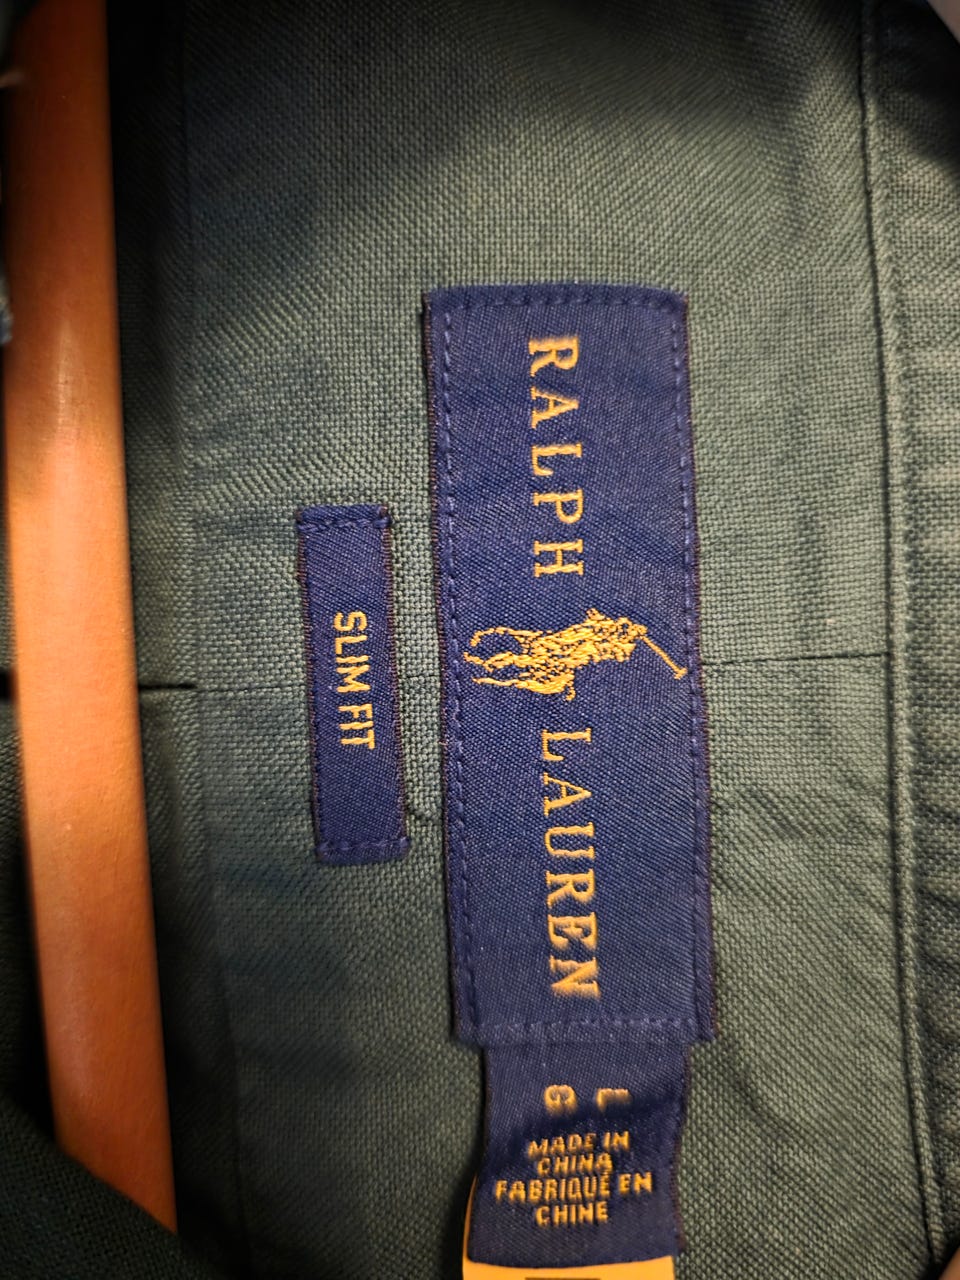 RALPH LAUREN
SLIM FIT
L
G
MADE IN
CHINA
FABRIQUÉ EN
CHINE